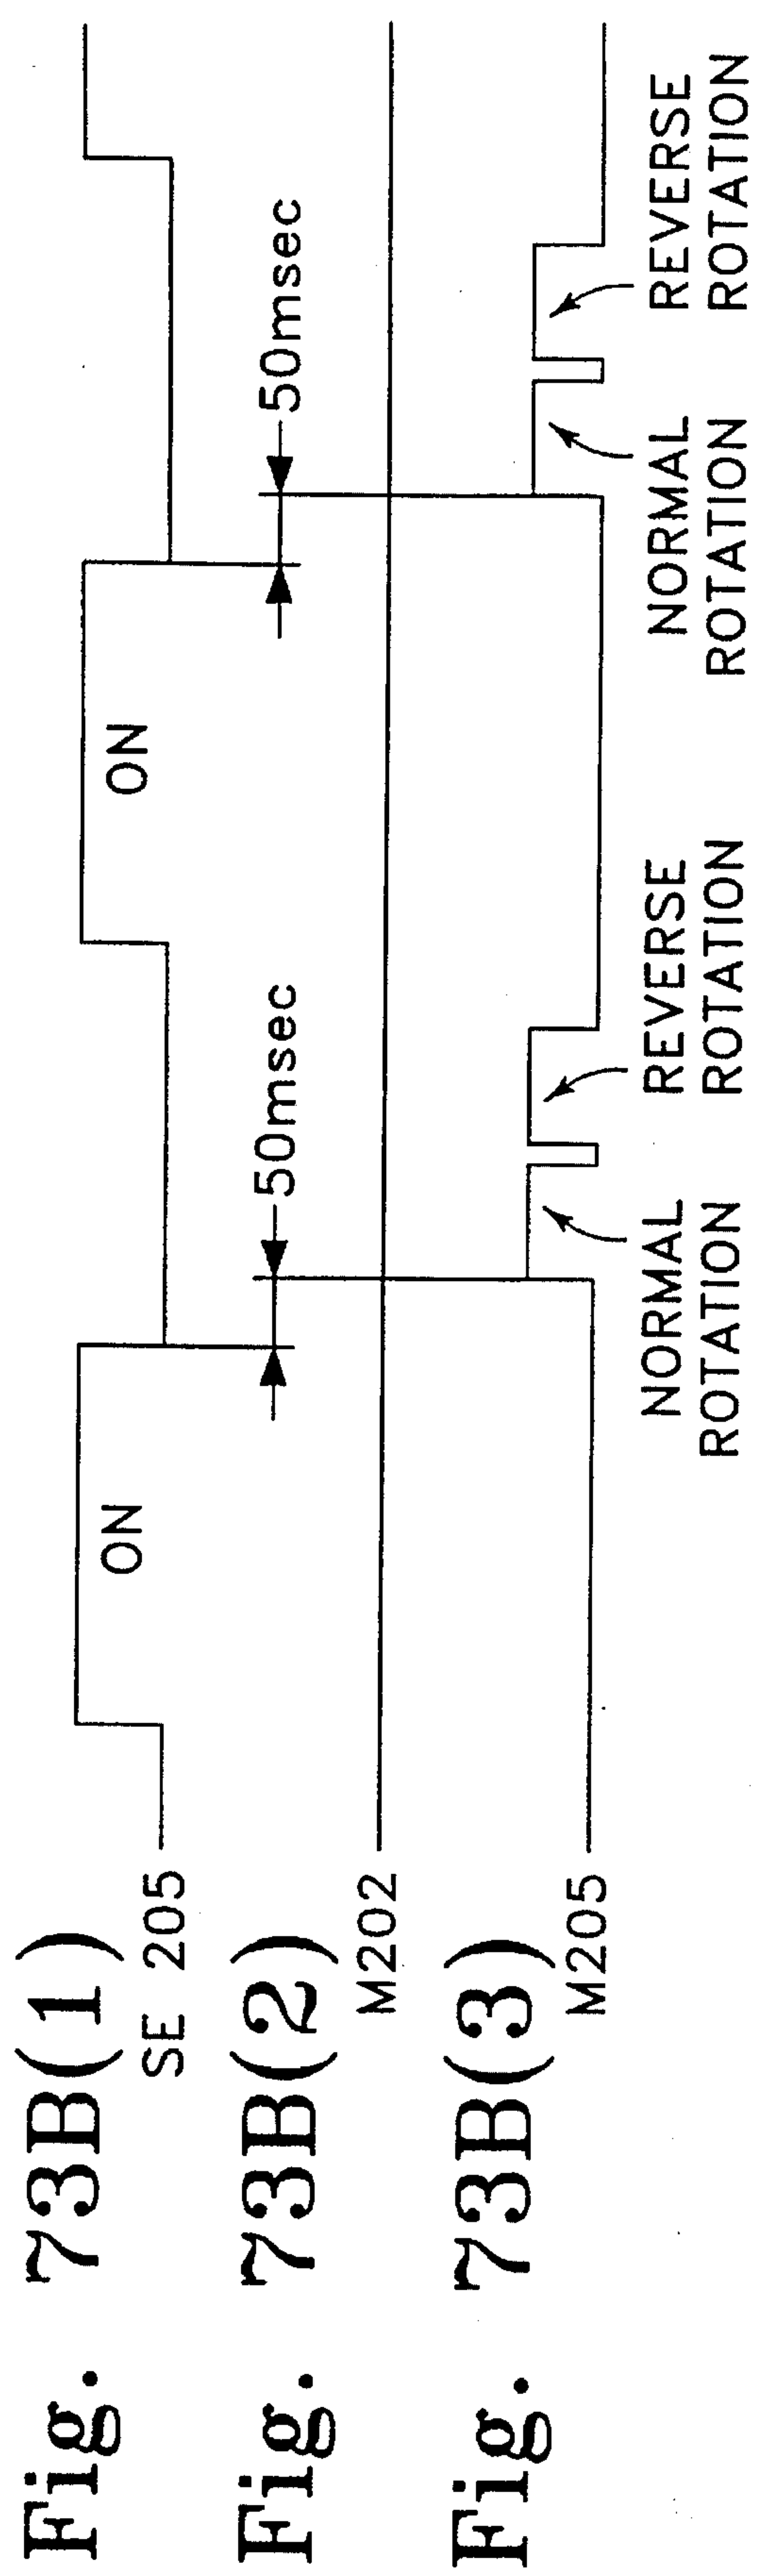 Fig. 73B(1)
SE 205
ON
ON
50msec
50msec
Fig. 73B(2)
M202
Fig. 73B(3)
M205
NORMAL
ROTATION
REVERSE
ROTATION
NORMAL
ROTATION
REVERSE
ROTATION